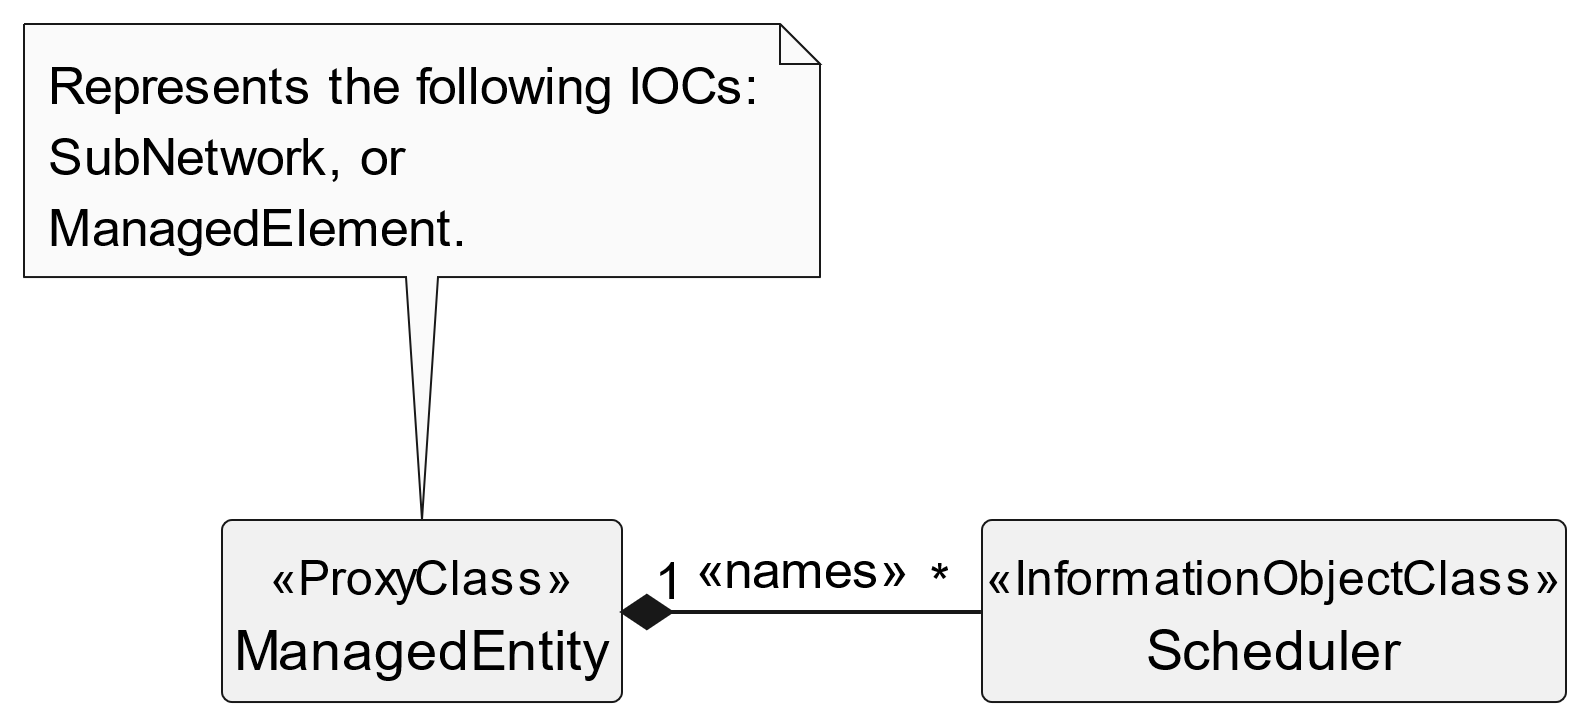 Represents the following IOCs:
SubNetwork, or
ManagedElement.
«ProxyClass»
ManagedEntity
1 «names» *
«InformationObjectClass»
Scheduler